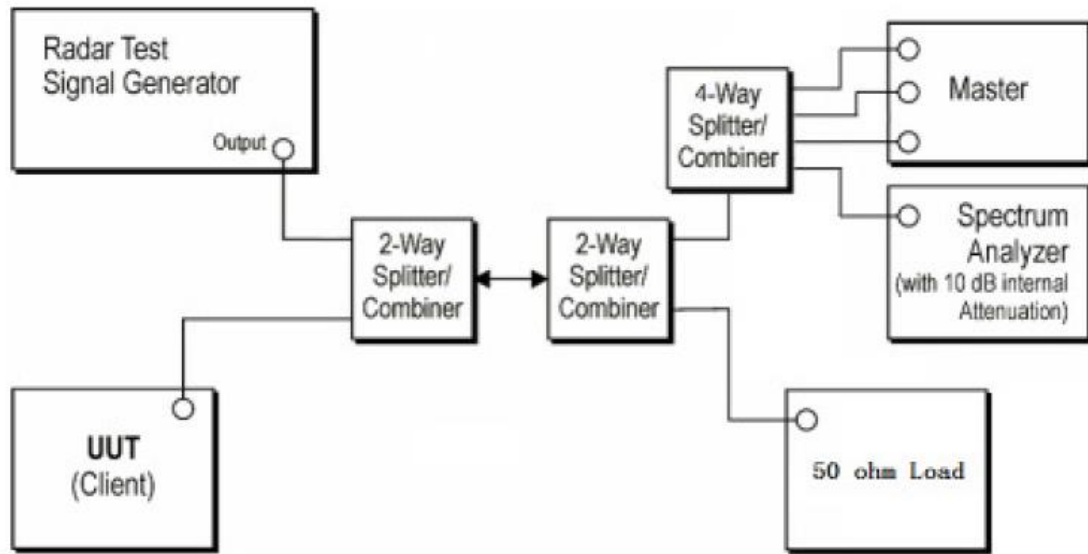 Radar Test
Signal Generator
Output
4-Way
Splitter/
Combiner
Master
2-Way
Splitter/
Combiner
2-Way
Splitter/
Combiner
Spectrum
Analyzer
(with 10 dB internal
Attenuation)
UUT
(Client)
50 ohm Load